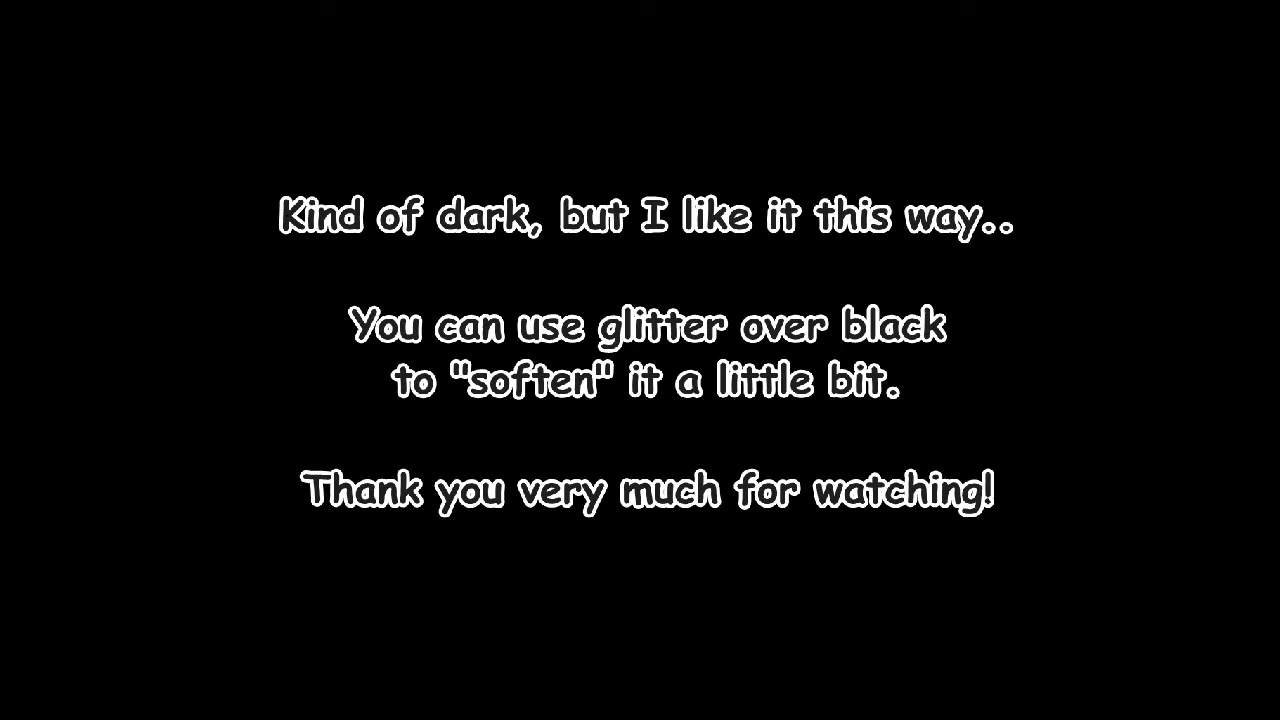 Kind of dark, but I like it this way..
You can use glitter over black
to "soften" it a little bit.
Thank you very much for watching!